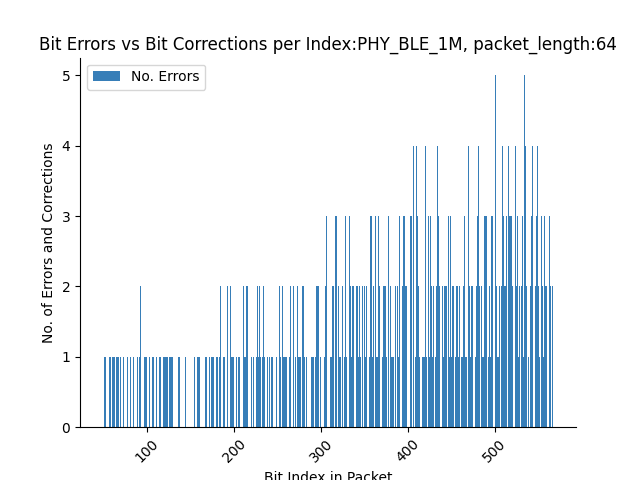 Bit Errors vs Bit Corrections per Index:PHY_BLE_1M, packet_length:64
No. Errors
No. of Errors and Corrections
5
4
3
2
1
0
100
200
300
400
500
Bit Index in Packet